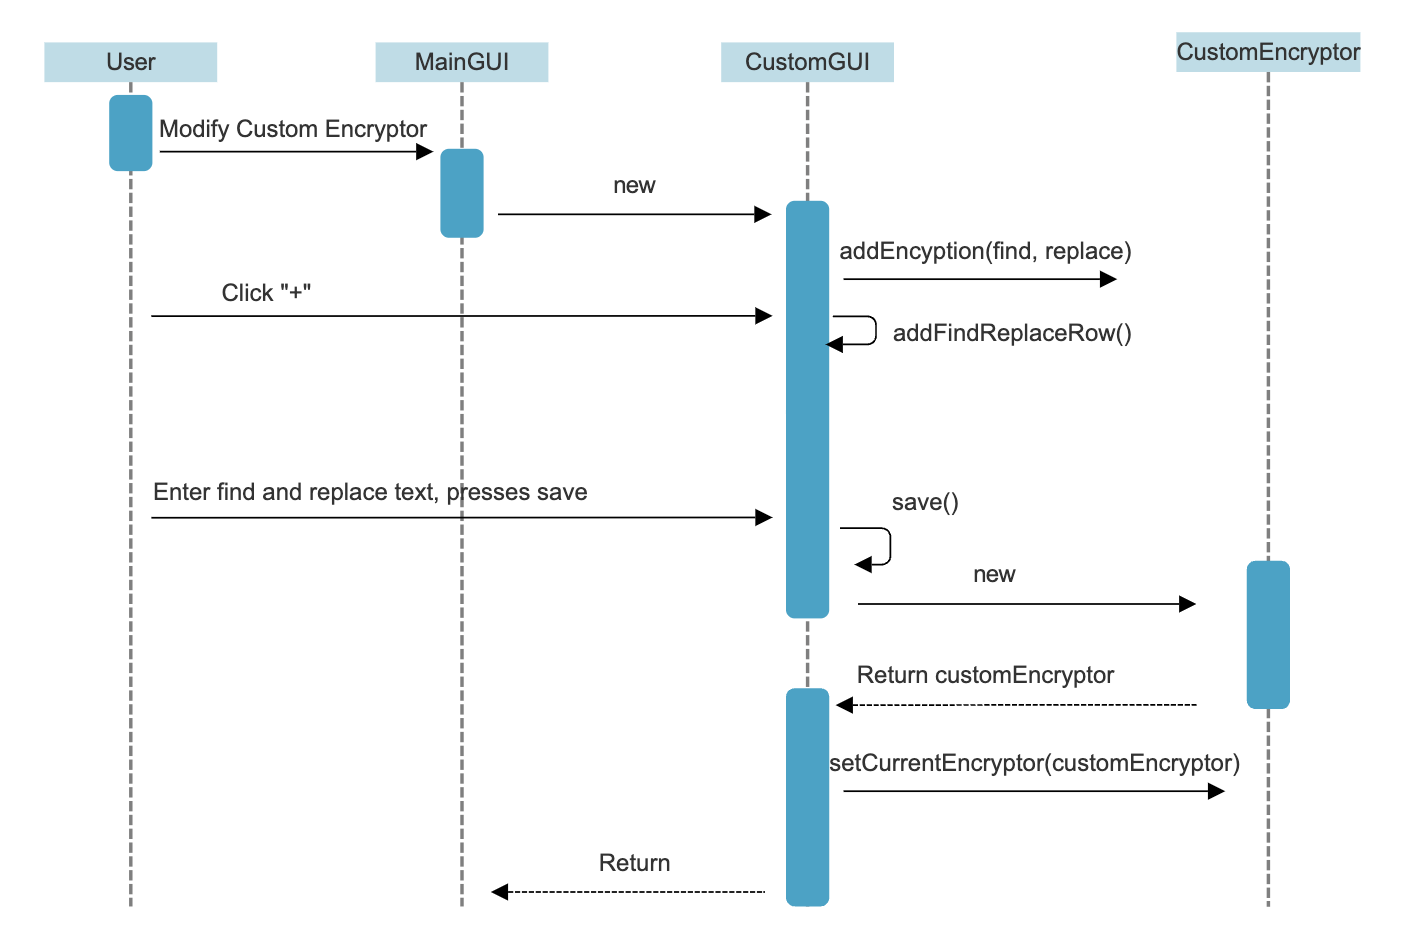 User
MainGUI
CustomGUI
CustomEncryptor
Modify Custom Encryptor
new
addEncyption(find, replace)
Click "+"
addFindReplaceRow()
Enter find and replace text, presses save
save()
new
Return customEncryptor
setCurrentEncryptor(customEncryptor)
Return